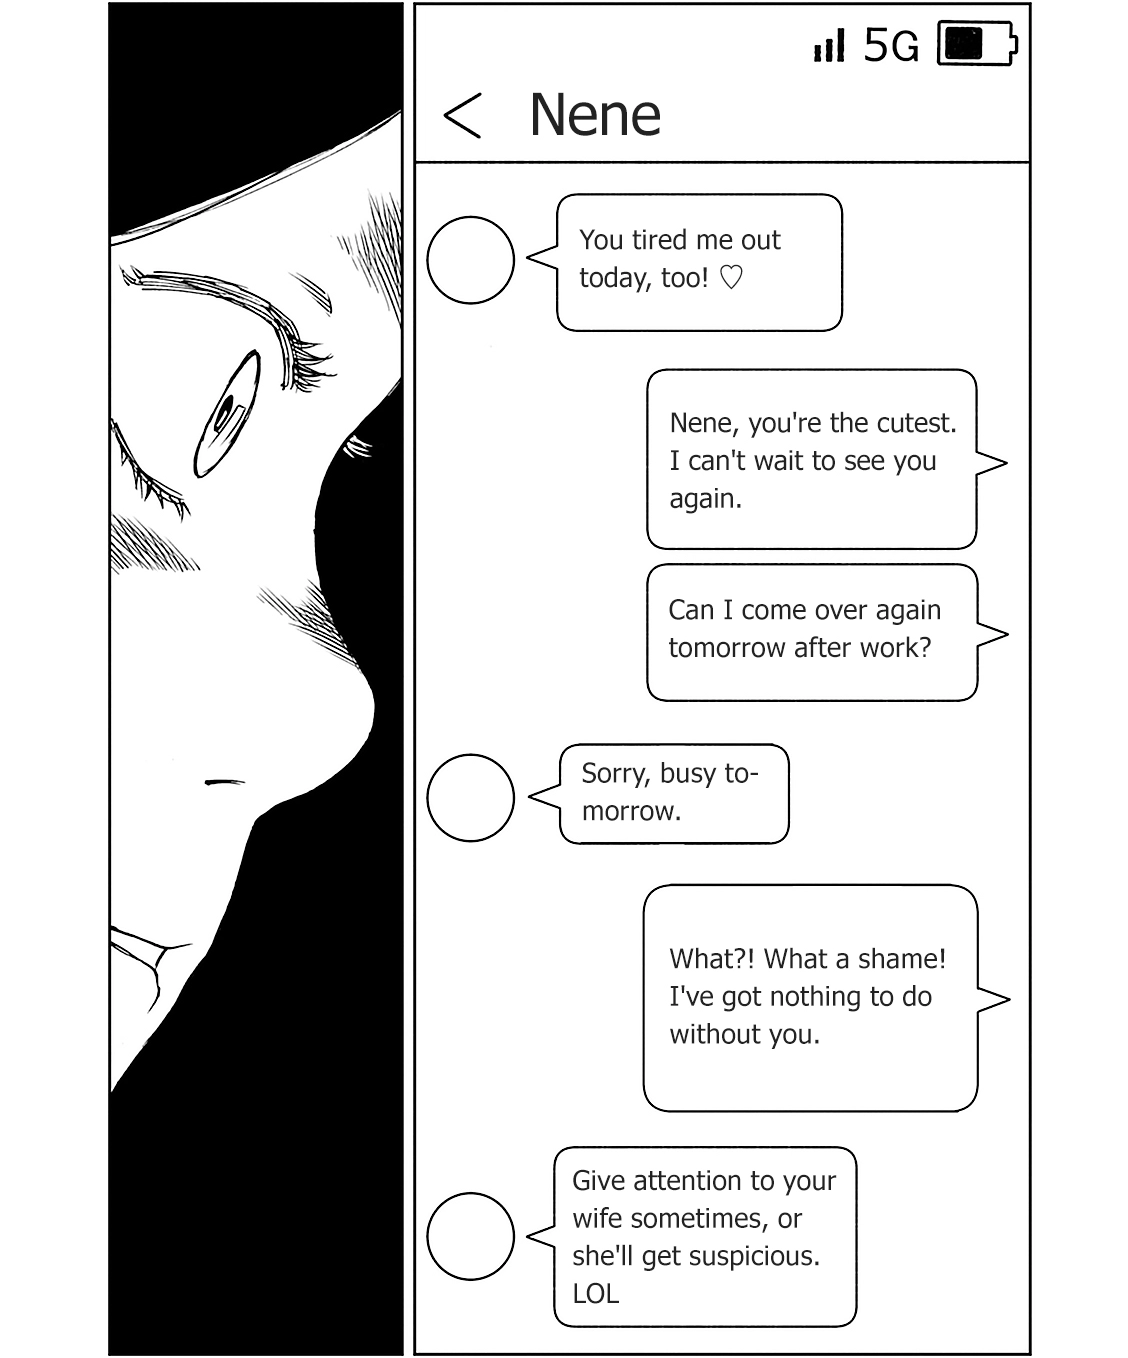 5G
< Nene
You tired me out
today, too! ♡
Nene, you're the cutest.
I can't wait to see you
again.
Can I come over again
tomorrow after work?
Sorry, busy to-
morrow.
What?! What a shame!
I've got nothing to do
without you.
Give attention to your
wife sometimes, or
she'll get suspicious.
LOL